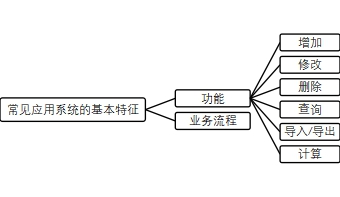 常见应用系统的基本特征
功能
业务流程
增加
修改
删除
查询
导入/导出
计算